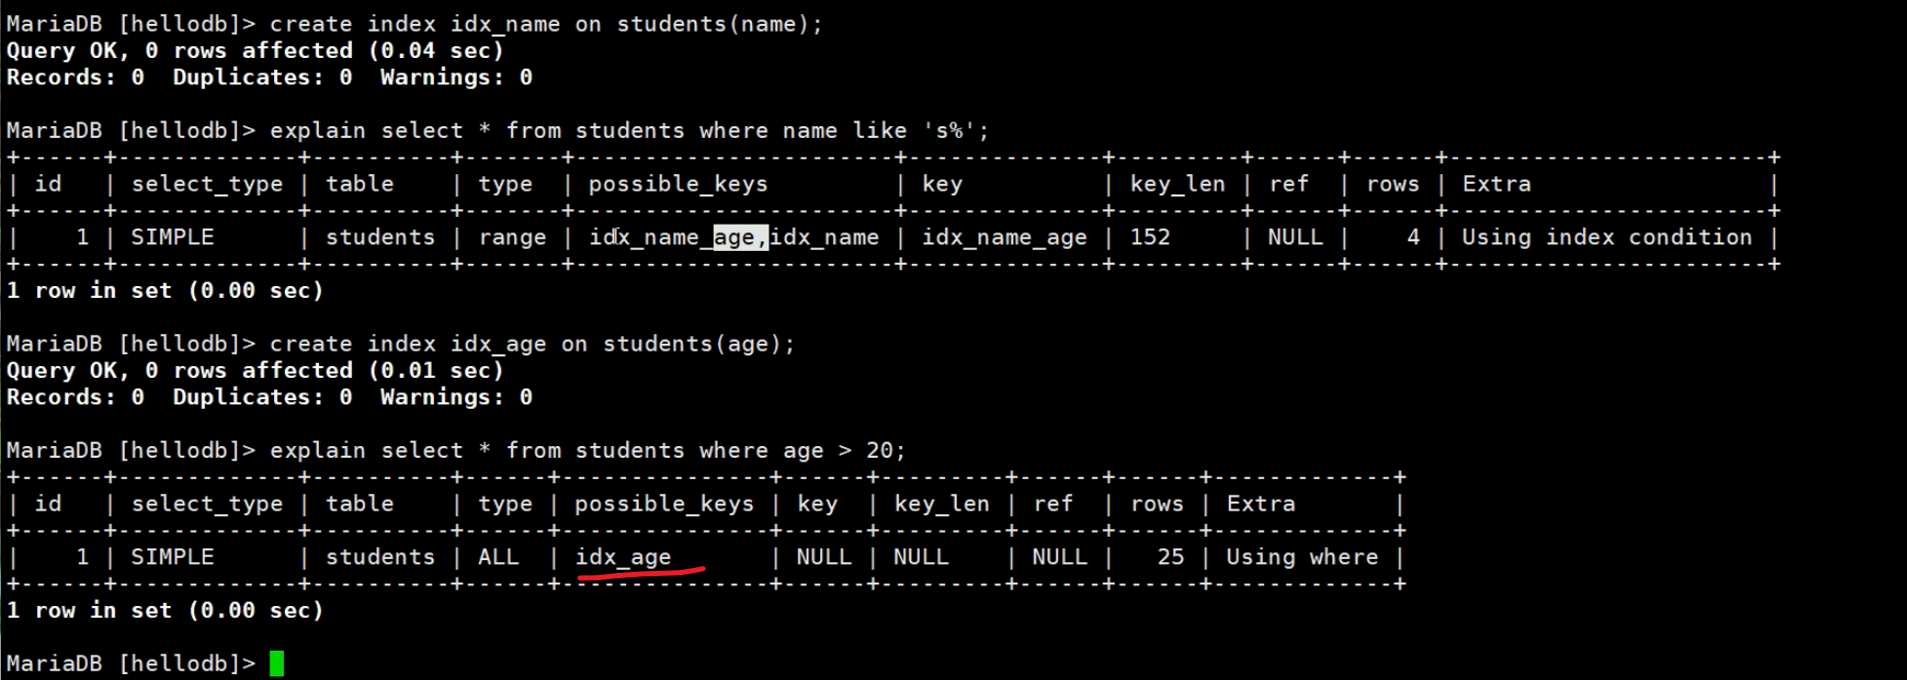 MariaDB [hellodb]> create index idx_name on students(name);
Query OK, 0 rows affected (0.04 sec)
Records: 0  Duplicates: 0  Warnings: 0

MariaDB [hellodb]> explain select * from students where name like 's%';
+------+-------------+----------+-------+-----------------------+--------------+---------+------+------+-----------------------+
| id   | select_type | table    | type  | possible_keys         | key          | key_len | ref  | rows | Extra                 |
+------+-------------+----------+-------+-----------------------+--------------+---------+------+------+-----------------------+
|    1 | SIMPLE      | students | range | idx_name_age,idx_name | idx_name_age | 152     | NULL |    4 | Using index condition |
+------+-------------+----------+-------+-----------------------+--------------+---------+------+------+-----------------------+
1 row in set (0.00 sec)

MariaDB [hellodb]> create index idx_age on students(age);
Query OK, 0 rows affected (0.01 sec)
Records: 0  Duplicates: 0  Warnings: 0

MariaDB [hellodb]> explain select * from students where age > 20;
+------+-------------+----------+------+---------------+------+---------+------+------+-------------+
| id   | select_type | table    | type | possible_keys | key  | key_len | ref  | rows | Extra       |
+------+-------------+----------+------+---------------+------+---------+------+------+-------------+
|    1 | SIMPLE      | students | ALL  | idx_age       | NULL | NULL    | NULL |   25 | Using where |
+------+-------------+----------+------+---------------+------+---------+------+------+-------------+
1 row in set (0.00 sec)

MariaDB [hellodb]>